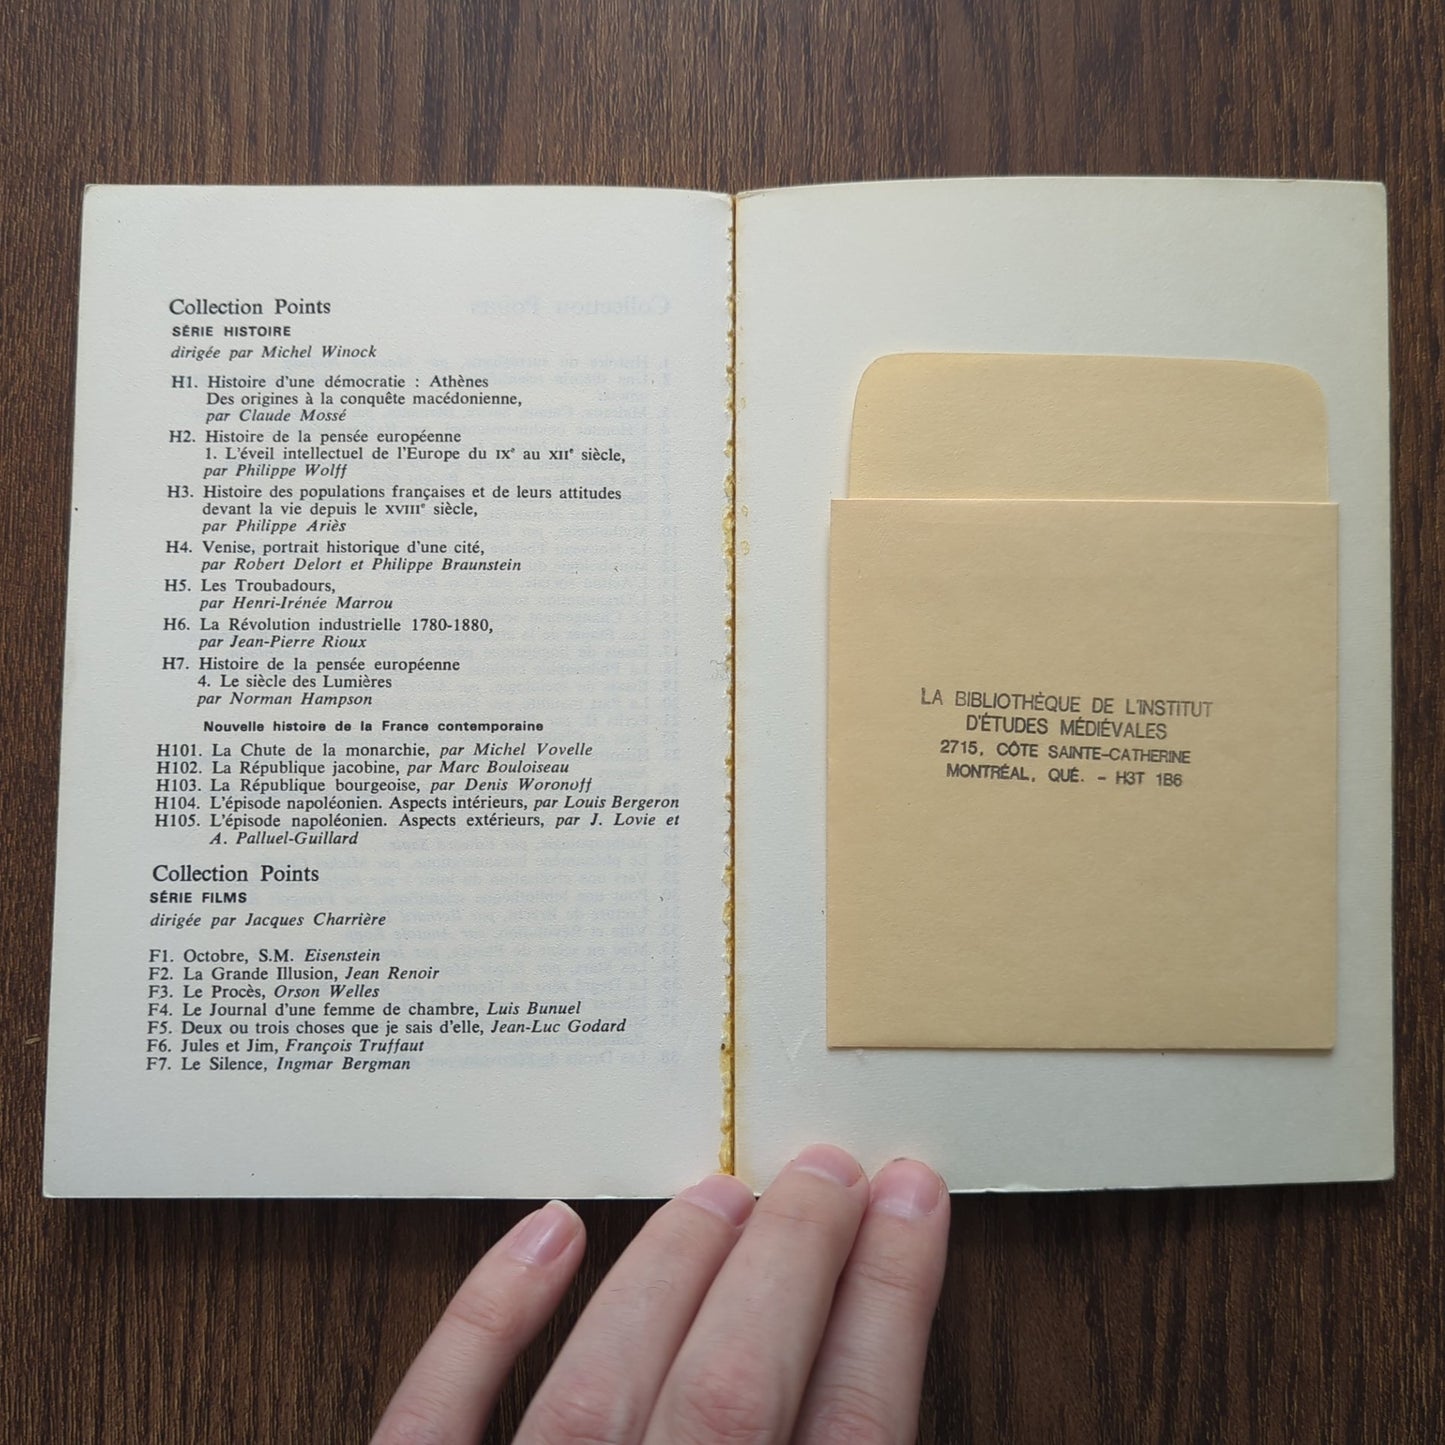 Collection Points
SÉRIE HISTOIRE
dirigée par Michel Winock
H1. Histoire d'une démocratie : Athènes
Des origines à la conquête macédonienne,
par Claude Mossé
H2. Histoire de la pensée européenne
1. L'éveil intellectuel de l'Europe du IXe au XIIe siècle,
par Philippe Wolff
H3. Histoire des populations françaises et de leurs attitudes
devant la vie depuis le XVIIIe siècle,
par Philippe Ariès
H4. Venise, portrait historique d'une cité,
par Robert Delort et Philippe Braunstein
H5. Les Troubadours,
par Henri-Irénée Marrou
H6. La Révolution industrielle 1780-1880,
par Jean-Pierre Rioux
H7. Histoire de la pensée européenne
4. Le siècle des Lumières
par Norman Hampson
Nouvelle histoire de la France contemporaine
H101. La Chute de la monarchie, par Michel Vovelle
H102. La République jacobine, par Marc Bouloiseau
H103. La République bourgeoise, par Denis Woronoff
H104. L'épisode napoléonien. Aspects intérieurs, par Louis Bergeron
H105. L'épisode napoléonien. Aspects extérieurs, par J. Lovie et
A. Palluel-Guillard
Collection Points
SÉRIE FILMS
dirigée par Jacques Charrière
F1. Octobre, S.M. Eisenstein
F2. La Grande Illusion, Jean Renoir
F3. Le Procès, Orson Welles
F4. Le Journal d'une femme de chambre, Luis Bunuel
F5. Deux ou trois choses que je sais d'elle, Jean-Luc Godard
F6. Jules et Jim, François Truffaut
F7. Le Silence, Ingmar Bergman
LA BIBLIOTHÈQUE DE L'INSTITUT
D'ÉTUDES MÉDIÉVALES
2715, CÔTE SAINTE-CATHERINE
MONTRÉAL, QUÉ. - H3T 1B6